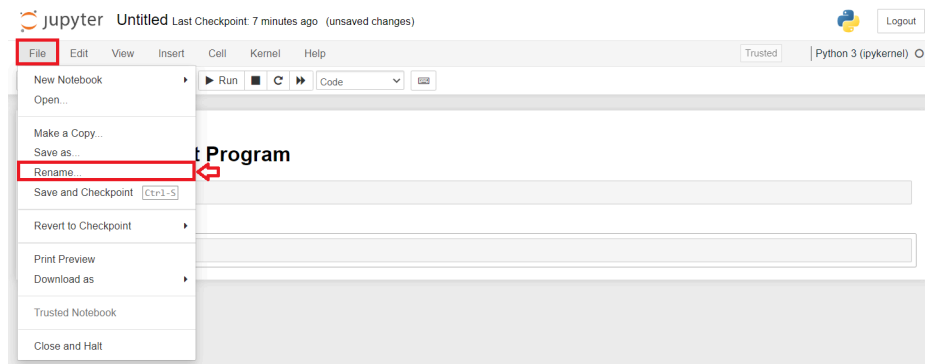 jupyter Untitled Last Checkpoint: 7 minutes ago (unsaved changes) Logout
File Edit View Insert Cell Kernel Help Trusted Python 3 (ipykernel)
New Notebook Run Code
Open...
Make a Copy...
Save as... t Program
Rename...
Save and Checkpoint Ctrl-S
Revert to Checkpoint
Print Preview
Download as
Trusted Notebook
Close and Halt